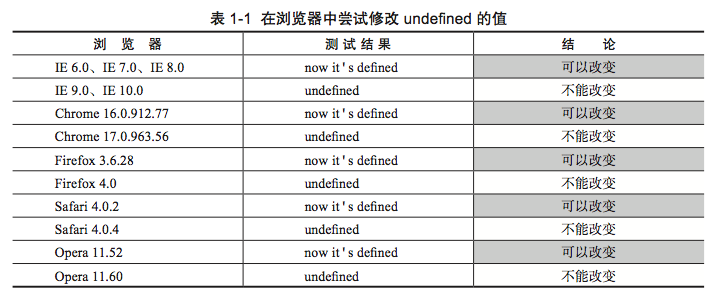 表 1-1 在浏览器中尝试修改 undefined 的值
浏 览 器 测 试 结 果 结 论
IE 6.0、IE 7.0、IE 8.0 now it's defined 可以改变
IE 9.0、IE 10.0 undefined 不能改变
Chrome 16.0.912.77 now it's defined 可以改变
Chrome 17.0.963.56 undefined 不能改变
Firefox 3.6.28 now it's defined 可以改变
Firefox 4.0 undefined 不能改变
Safari 4.0.2 now it's defined 可以改变
Safari 4.0.4 undefined 不能改变
Opera 11.52 now it's defined 可以改变
Opera 11.60 undefined 不能改变